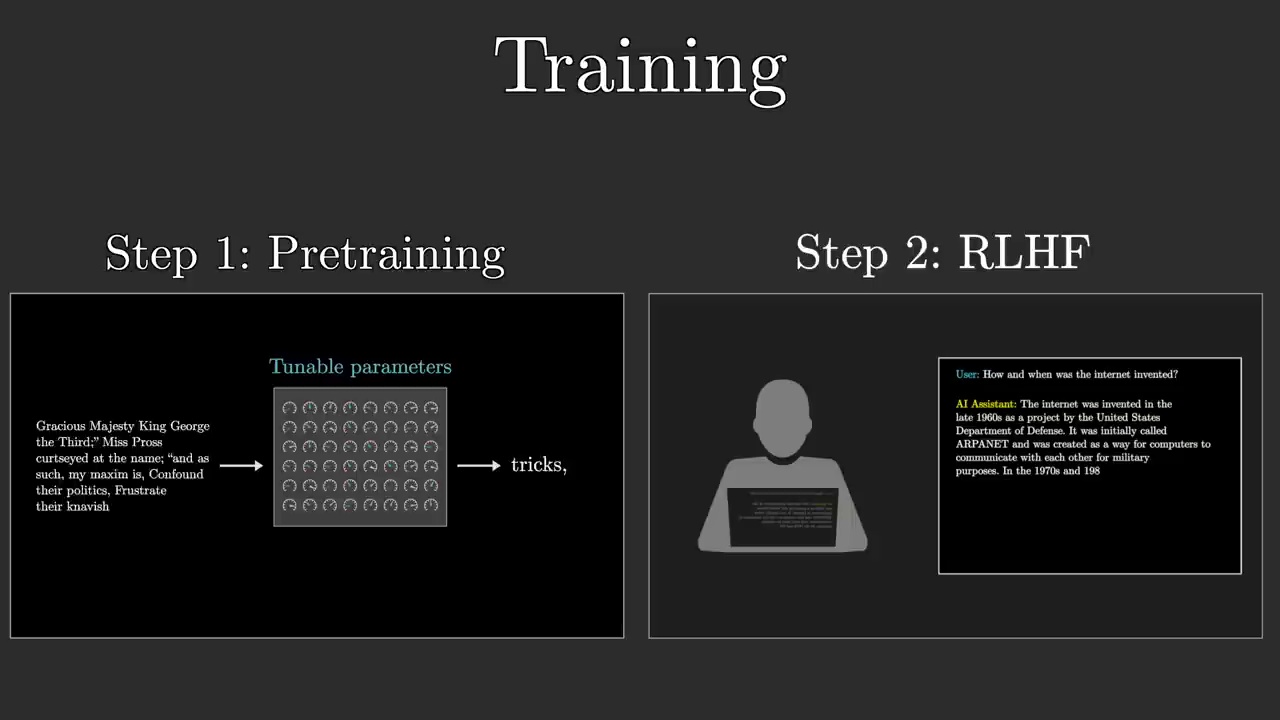 Training
Step 1: Pretraining
Tunable parameters
Gracious Majesty King George
the Third;” Miss Pross
curtseyed at the name; “and as
such, my maxim is, Confound
their politics, Frustrate
their knavish
tricks,
Step 2: RLHF
User: How and when was the internet invented?
AI Assistant: The internet was invented in the
late 1960s as a project by the United States
Department of Defense. It was initially called
ARPANET and was created as a way for computers to
communicate with each other for military
purposes. In the 1970s and 198